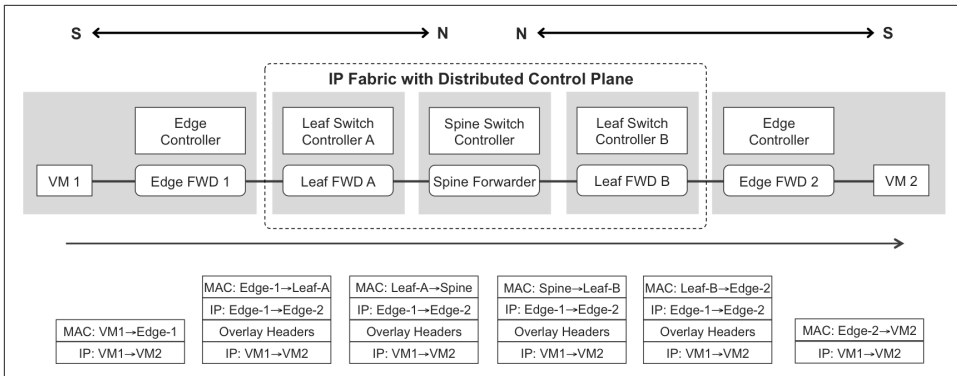 S N N S
IP Fabric with Distributed Control Plane
Edge
Controller
Leaf Switch
Controller A
Spine Switch
Controller
Leaf Switch
Controller B
Edge
Controller
VM 1
Edge FWD 1
Leaf FWD A
Spine Forwarder
Leaf FWD B
Edge FWD 2
VM 2
MAC: VM1→Edge-1
IP: VM1→VM2
MAC: Edge-1→Leaf-A
IP: Edge-1→Edge-2
Overlay Headers
IP: VM1→VM2
MAC: Leaf-A→Spine
IP: Edge-1→Edge-2
Overlay Headers
IP: VM1→VM2
MAC: Spine→Leaf-B
IP: Edge-1→Edge-2
Overlay Headers
IP: VM1→VM2
MAC: Leaf-B→Edge-2
IP: Edge-1→Edge-2
Overlay Headers
IP: VM1→VM2
MAC: Edge-2→VM2
IP: VM1→VM2